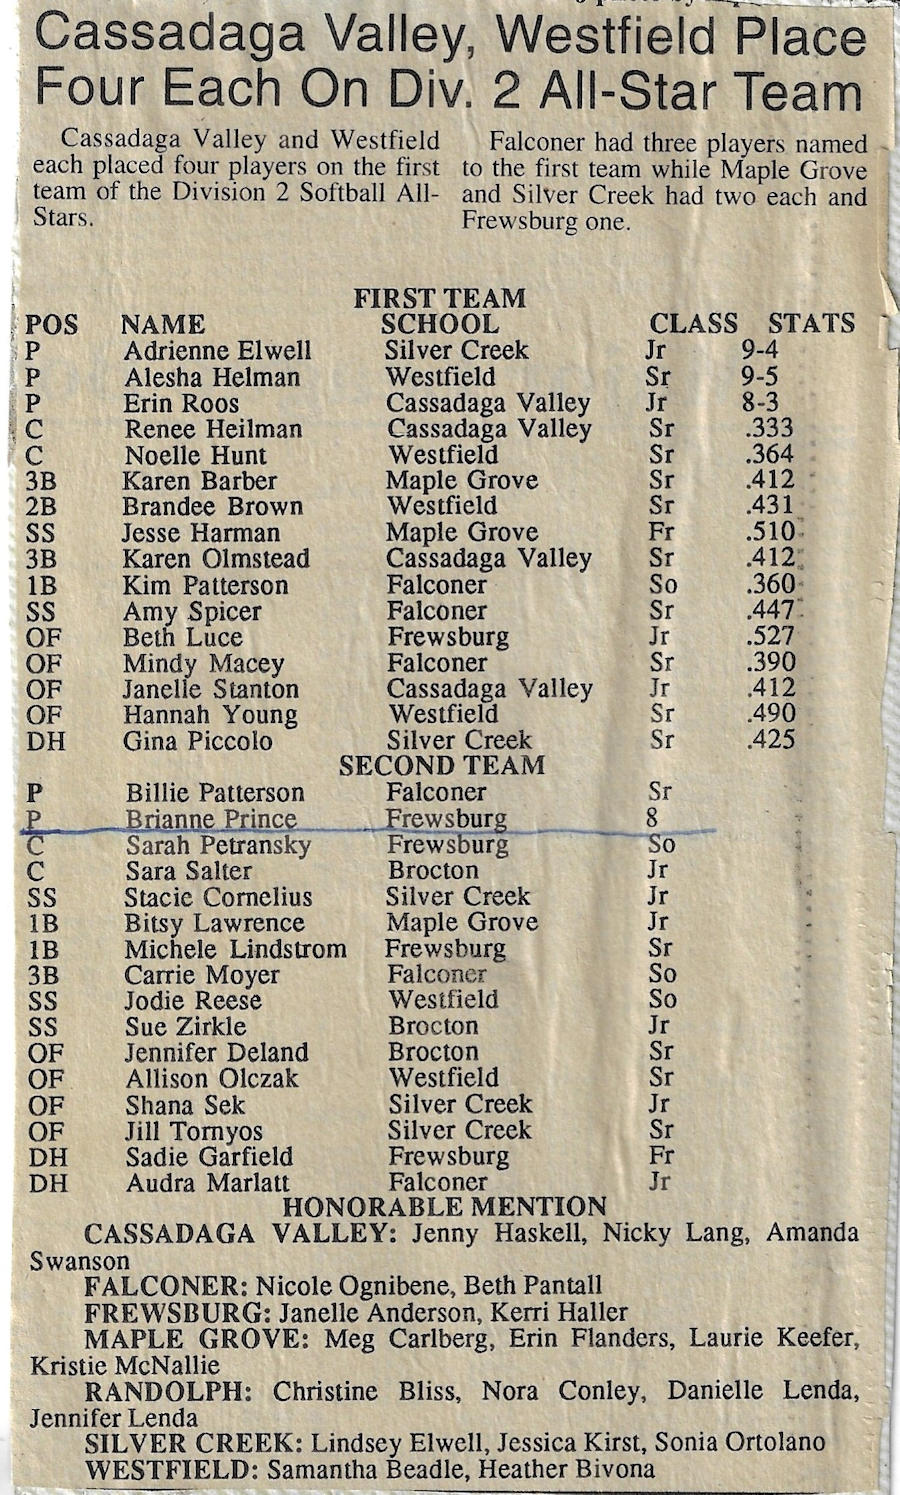 Cassadaga Valley, Westfield Place
Four Each On Div. 2 All-Star Team
Cassadaga Valley and Westfield
each placed four players on the first
team of the Division 2 Softball All-
Stars.
Falconer had three players named
to the first team while Maple Grove
and Silver Creek had two each and
Frewsburg one.
FIRST TEAM
POS NAME SCHOOL CLASS STATS
P Adrienne Elwell Silver Creek Jr 9-4
P Alesha Helman Westfield Sr 9-5
P Erin Roos Cassadaga Valley Jr 8-3
C Renee Heilman Cassadaga Valley Sr .333
C Noelle Hunt Westfield Sr .364
3B Karen Barber Maple Grove Sr .412
2B Brandee Brown Westfield Sr .431
SS Jesse Harman Maple Grove Fr .510
3B Karen Olmstead Cassadaga Valley Sr .412
1B Kim Patterson Falconer So .360
SS Amy Spicer Falconer Sr .447
OF Beth Luce Frewsburg Jr .527
OF Mindy Macey Falconer Sr .390
OF Janelle Stanton Cassadaga Valley Jr .412
OF Hannah Young Westfield Sr .490
DH Gina Piccolo Silver Creek Sr .425
SECOND TEAM
P Billie Patterson Falconer Sr
P Brianne Prince Frewsburg 8
C Sarah Petransky Frewsburg So
C Sara Salter Brocton Jr
SS Stacie Cornelius Silver Creek Jr
1B Bitsy Lawrence Maple Grove Jr
1B Michele Lindstrom Frewsburg Sr
3B Carrie Moyer Falconer So
SS Jodie Reese Westfield So
SS Sue Zirkle Brocton Jr
OF Jennifer Deland Brocton Sr
OF Allison Olczak Westfield Sr
OF Shana Sek Silver Creek Jr
OF Jill Tomyos Silver Creek Sr
DH Sadie Garfield Frewsburg Fr
DH Audra Marlatt Falconer Jr
HONORABLE MENTION
CASSADAGA VALLEY: Jenny Haskell, Nicky Lang, Amanda
Swanson
FALCONER: Nicole Ognibene, Beth Pantall
FREWSBURG: Janelle Anderson, Kerri Haller
MAPLE GROVE: Meg Carlberg, Erin Flanders, Laurie Keefer,
Kristie McNallie
RANDOLPH: Christine Bliss, Nora Conley, Danielle Lenda,
Jennifer Lenda
SILVER CREEK: Lindsey Elwell, Jessica Kirst, Sonia Ortolano
WESTFIELD: Samantha Beadle, Heather Bivona